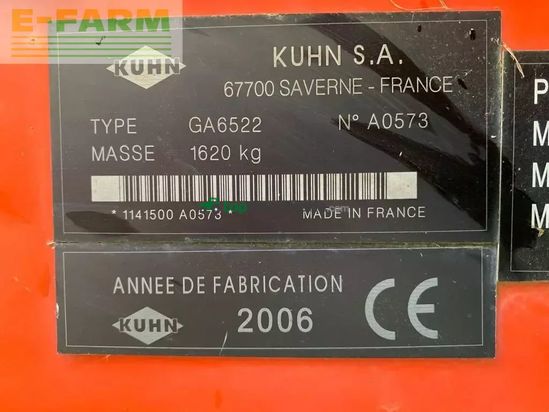 E-FARM
KUHN
KUHN S.A.
67700 SAVERNE - FRANCE
TYPE GA6522 N° A0573
MASSE 1620 kg
* 1141500 A0573 * MADE IN FRANCE
ANNEE DE FABRICATION
KUHN 2006 CE
P
M
M
M